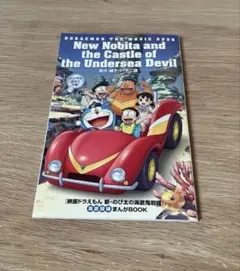 DORAEMON THE MOVIE 2026
New Nobita and
the Castle of
the Undersea Devil
映画ドラえもん 新・のび太の海底鬼岩城
まんがBOOK